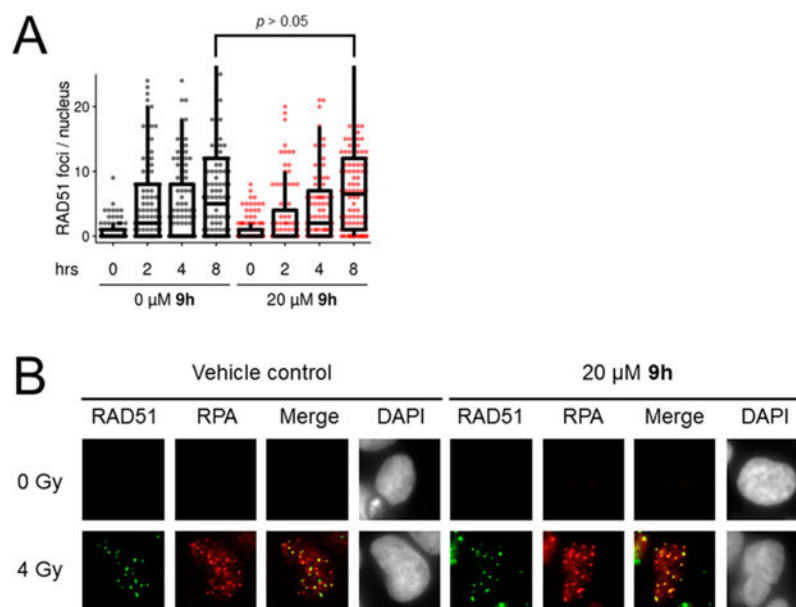 A
p > 0.05
RAD51 foci / nucleus
20
10
0
hrs 0 2 4 8 0 2 4 8
0 µM 9h 20 µM 9h
B
Vehicle control 20 µM 9h
RAD51 RPA Merge DAPI RAD51 RPA Merge DAPI
0 Gy
4 Gy